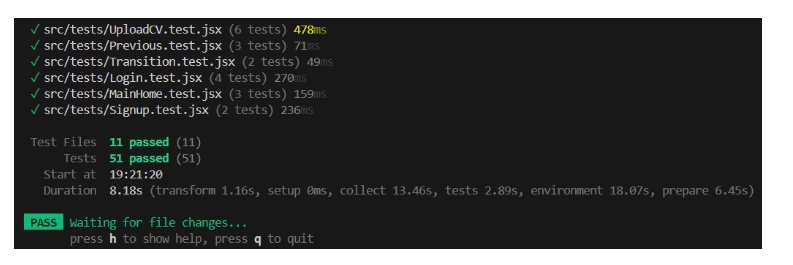 ✓ src/tests/UploadCV.test.jsx (6 tests) 478ms
✓ src/tests/Previous.test.jsx (3 tests) 71ms
✓ src/tests/Transition.test.jsx (2 tests) 49ms
✓ src/tests/Login.test.jsx (4 tests) 270ms
✓ src/tests/MainHome.test.jsx (3 tests) 159ms
✓ src/tests/Signup.test.jsx (2 tests) 236ms
Test Files 11 passed (11)
Tests 51 passed (51)
Start at 19:21:20
Duration 8.18s (transform 1.16s, setup 0ms, collect 13.46s, tests 2.89s, environment 18.07s, prepare 6.45s)
PASS Waiting for file changes...
press h to show help, press q to quit